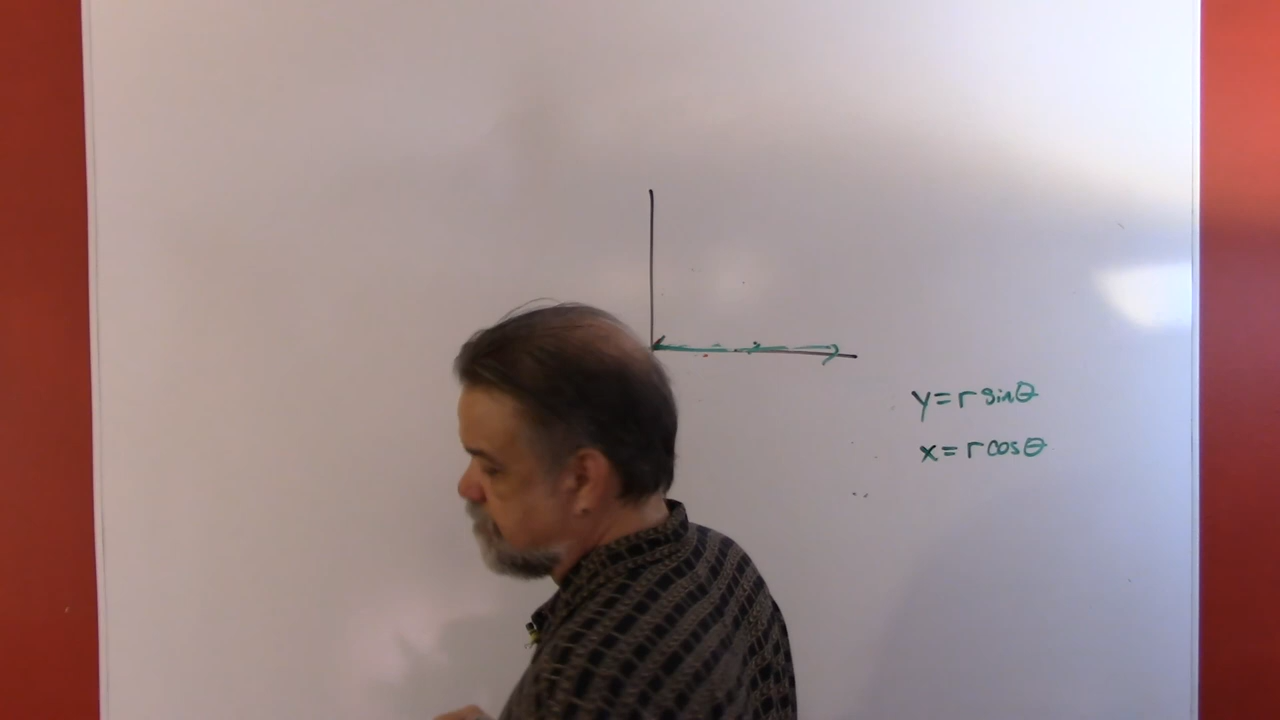 y = r sinθ
x = r cosθ